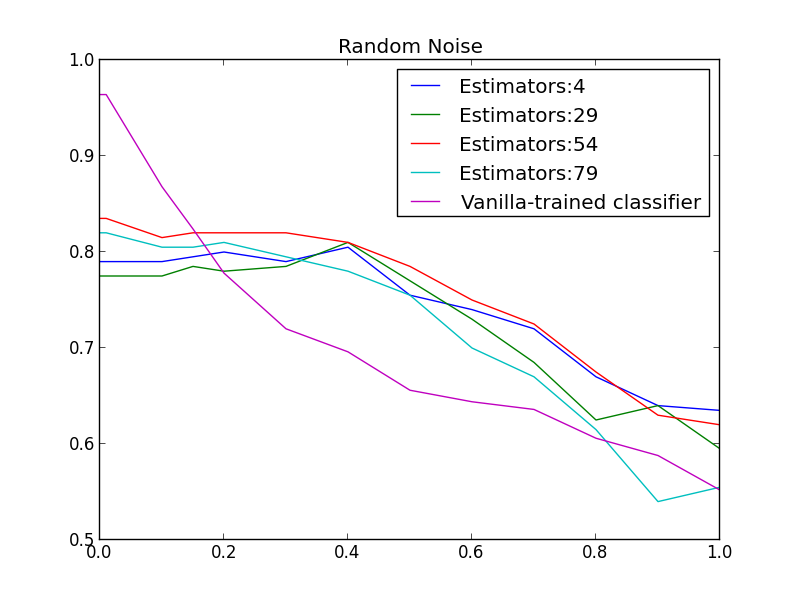 Random Noise
1.0
0.9
0.8
0.7
0.6
0.5
Estimators:4
Estimators:29
Estimators:54
Estimators:79
Vanilla-trained classifier
0.0 0.2 0.4 0.6 0.8 1.0